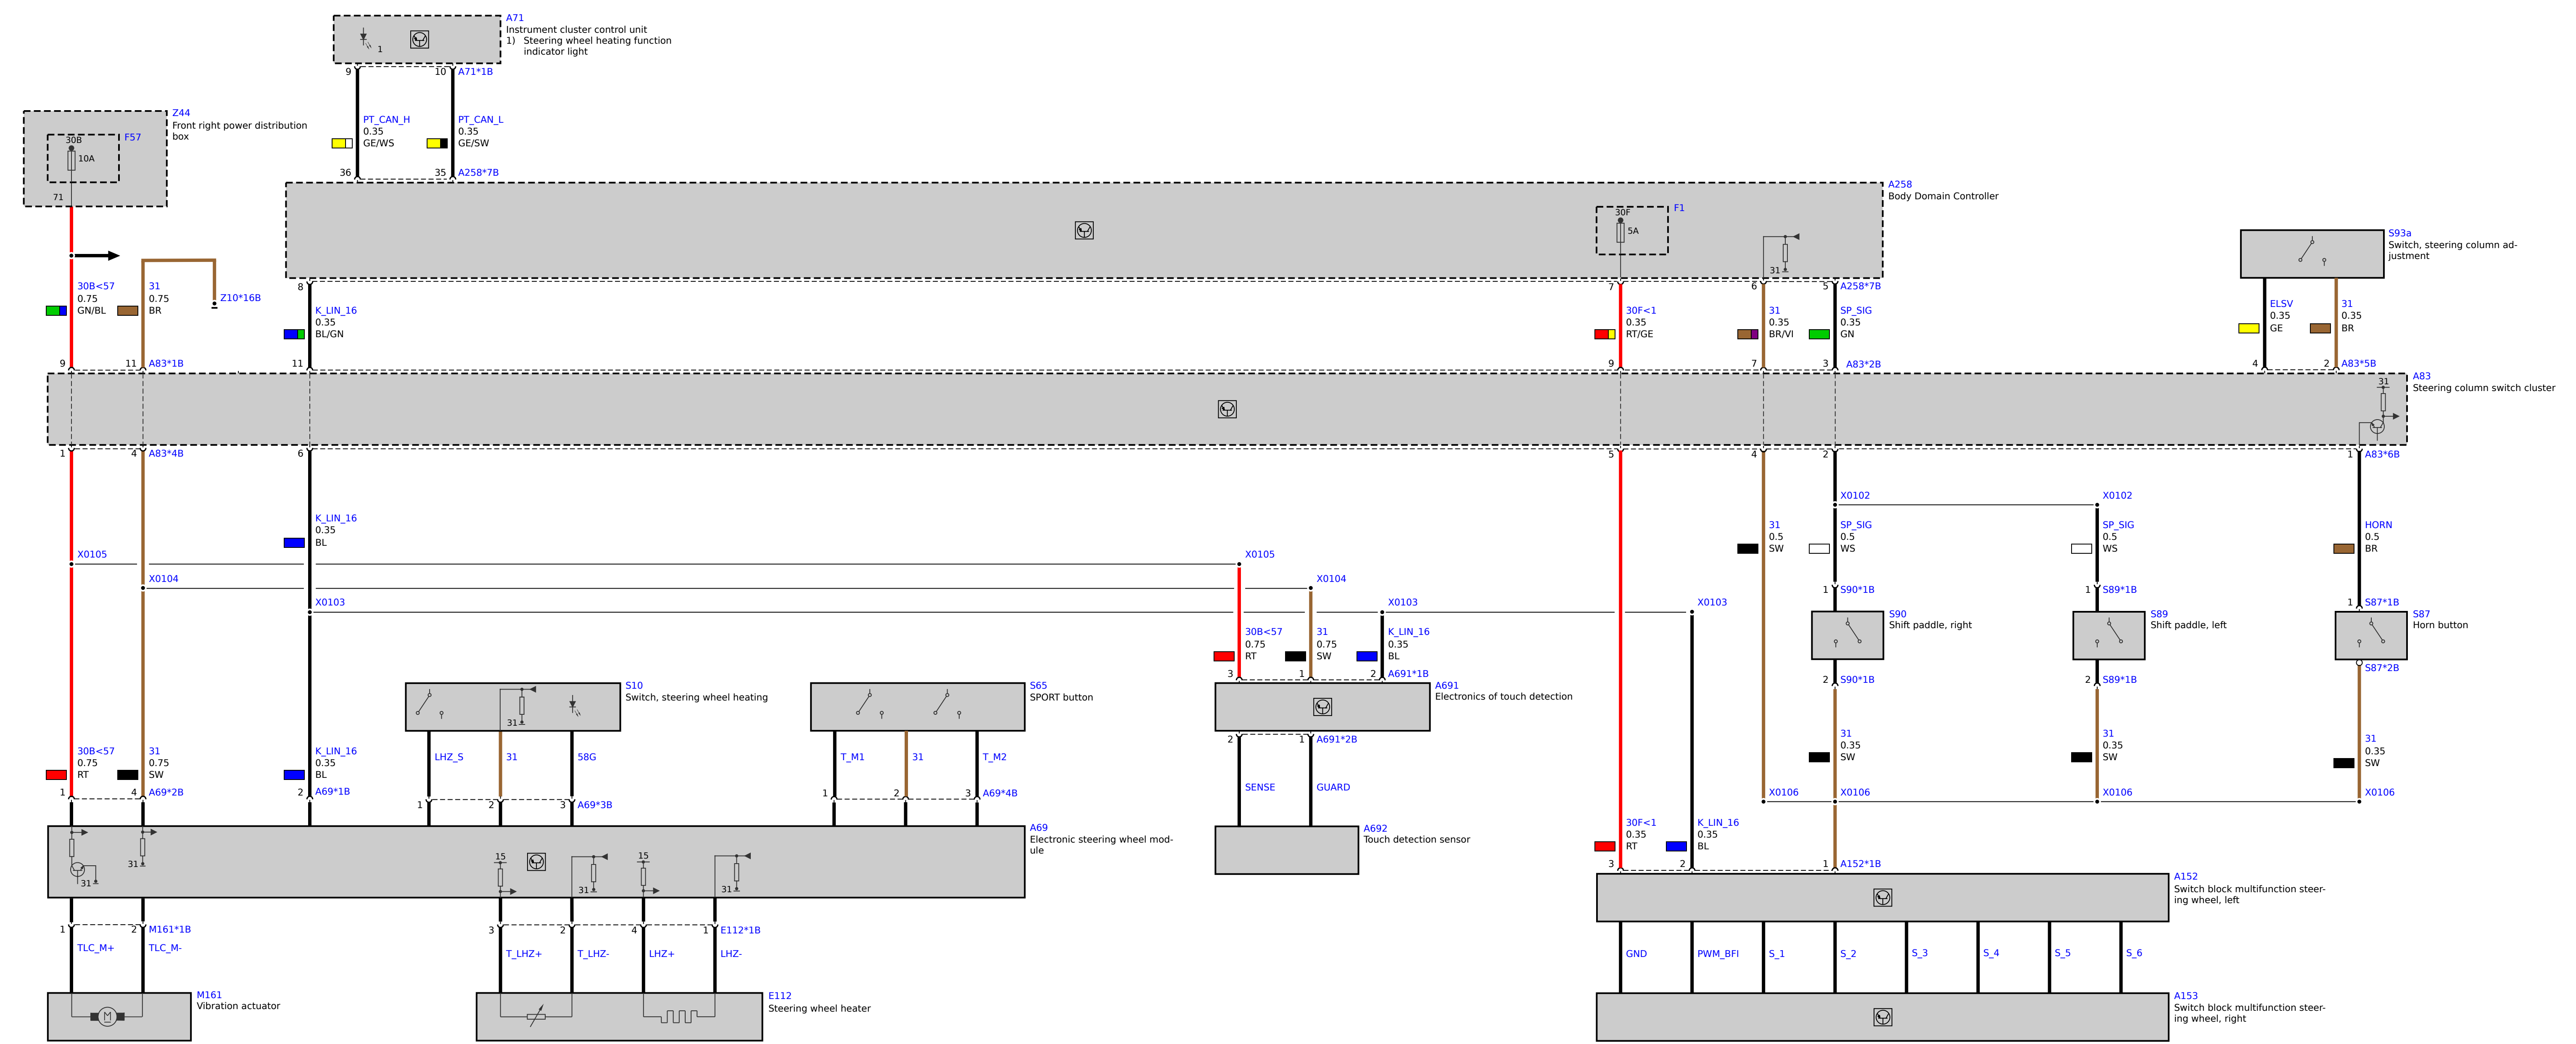 A71
Instrument cluster control unit
1) Steering wheel heating function
indicator light
1
9
10
A71*1B
PT_CAN_H
0.35
GE/WS
PT_CAN_L
0.35
GE/SW
36
35
A258*7B
Z44
Front right power distribution
box
30B
F57
10A
71
A258
Body Domain Controller
30F
F1
5A
31
S93a
Switch, steering column ad-
justment
30B<57
0.75
GN/BL
31
0.75
BR
Z10*16B
8
K_LIN_16
0.35
BL/GN
7
6
5
A258*7B
30F<1
0.35
RT/GE
31
0.35
BR/VI
SP_SIG
0.35
GN
ELSV
0.35
GE
31
0.35
BR
9
11
A83*1B
11
9
7
3
A83*2B
4
2
A83*5B
A83
Steering column switch cluster
31
1
4
A83*4B
6
5
4
2
1
A83*6B
X0102
X0102
K_LIN_16
0.35
BL
31
0.5
SW
SP_SIG
0.5
WS
SP_SIG
0.5
WS
HORN
0.5
BR
X0105
X0105
X0104
X0104
X0103
X0103
X0103
1
S90*1B
1
S89*1B
1
S87*1B
S90
Shift paddle, right
S89
Shift paddle, left
S87
Horn button
30B<57
0.75
RT
31
0.75
SW
K_LIN_16
0.35
BL
3
1
2
A691*1B
2
S90*1B
2
S89*1B
S87*2B
S10
Switch, steering wheel heating
31
S65
SPORT button
A691
Electronics of touch detection
30B<57
0.75
RT
31
0.75
SW
K_LIN_16
0.35
BL
LHZ_S
31
58G
T_M1
31
T_M2
2
1
A691*2B
SENSE
GUARD
31
0.35
SW
31
0.35
SW
31
0.35
SW
1
4
A69*2B
2
A69*1B
1
2
3
A69*3B
1
2
3
A69*4B
X0106
X0106
X0106
X0106
A69
Electronic steering wheel mod-
ule
31
31
15
31
15
31
A692
Touch detection sensor
30F<1
0.35
RT
K_LIN_16
0.35
BL
3
2
1
A152*1B
A152
Switch block multifunction steer-
ing wheel, left
1
2
M161*1B
TLC_M+
TLC_M-
3
2
4
1
E112*1B
T_LHZ+
T_LHZ-
LHZ+
LHZ-
GND
PWM_BFI
S_1
S_2
S_3
S_4
S_5
S_6
M
M161
Vibration actuator
E112
Steering wheel heater
A153
Switch block multifunction steer-
ing wheel, right